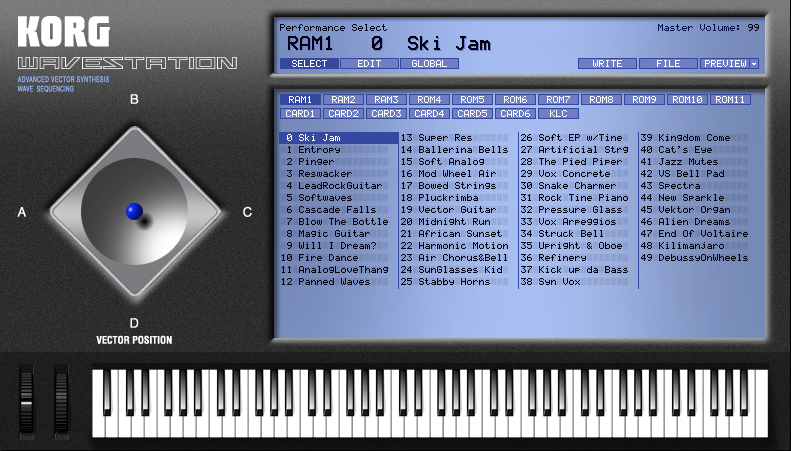 KORG
WAVESTATION
ADVANCED VECTOR SYNTHESIS
WAVE SEQUENCING
B
A
C
D
VECTOR POSITION
Performance Select Master Volume: 99
RAM1 0 Ski Jam
SELECT EDIT GLOBAL WRITE FILE PREVIEW
RAM1 RAM2 RAM3 ROM4 ROM5 ROM6 ROM7 ROM8 ROM9 ROM10 ROM11
CARD1 CARD2 CARD3 CARD4 CARD5 CARD6 KLC
0 Ski Jam 13 Super Res 26 Soft EP w/Tine 39 Kingdom Come
1 Entropy 14 Ballerina Bells 27 Artificial Strg 40 Cat's Eye
2 Pinger 15 Soft Analog 28 The Pied Piper 41 Jazz Mutes
3 Reswacker 16 Mod Wheel Air 29 Vox Concrete 42 VS Bell Pad
4 LeadRockGuitar 17 Bowed Strings 30 Snake Charmer 43 Spectra
5 Softwaves 18 Pluckrimba 31 Rock Tine Piano 44 New Sparkle
6 Cascade Falls 19 Vector Guitar 32 Pressure Glass 45 Vektor Organ
7 Blow The Bottle 20 Midnight Run 33 Vox Arpeggios 46 Alien Dreams
8 Magic Guitar 21 African Sunset 34 Struck Bell 47 End Of Voltaire
9 Will I Dream? 22 Harmonic Motion 35 Upright & Oboe 48 Kilimanjaro
10 Fire Dance 23 Air Chorus&Bell 36 Refinery 49 DebussyOnWheels
11 AnalogLoveThang 24 SunGlasses Kid 37 Kick up da Bass
12 Panned Waves 25 Stabby Horns 38 Syn Vox